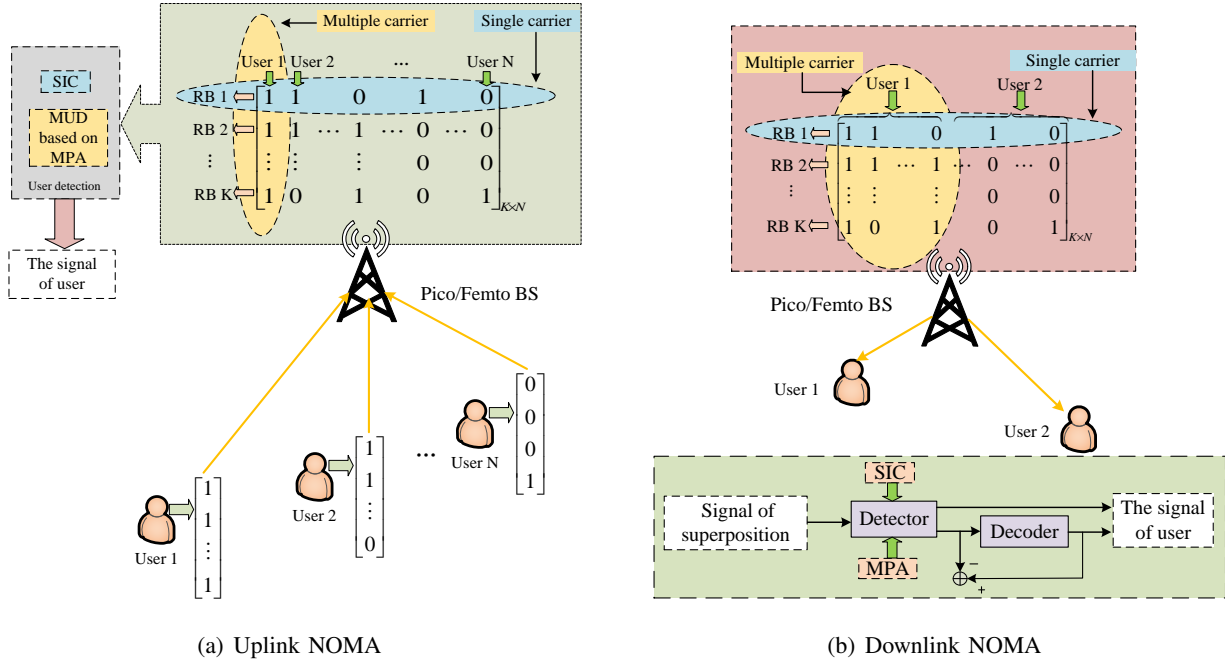 Multiple carrier
Single carrier
User 1
User 2
...
User N
SIC
MUD
based on
MPA
User detection
The signal
of user
RB 1
1 1 0 1 0
RB 2
1 1 ⋯ 1 ⋯ 0 ⋯ 0
⋮
⋮ ⋮ ⋮ 0 0
RB K
1 0 1 0 1
K×N
Pico/Femto BS
User 1
1
1
⋮
1
User 2
1
1
⋮
0
...
User N
0
0
0
1
(a) Uplink NOMA
Multiple carrier
Single carrier
User 1
User 2
RB 1
1 1 0 1 0
RB 2
1 1 ⋯ 1 ⋯ 0 ⋯ 0
⋮
⋮ ⋮ ⋮ 0 0
RB K
1 0 1 0 1
K×N
Pico/Femto BS
User 1
User 2
SIC
Signal of
superposition
Detector
Decoder
The signal
of user
MPA
−
+
(b) Downlink NOMA